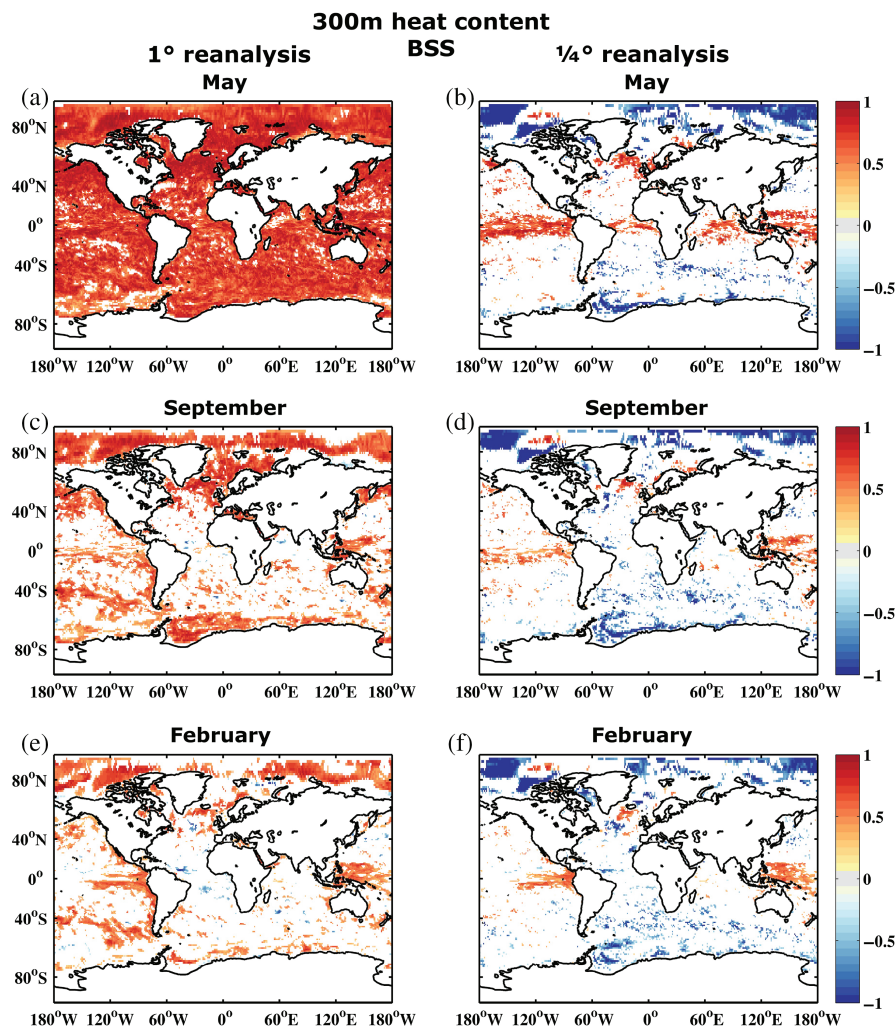 300m heat content
BSS
1° reanalysis
¼° reanalysis
May
May
(a)
(b)
80°N
40°N
0°
40°S
80°S
180°W 120°W 60°W 0° 60°E 120°E 180°W
180°W 120°W 60°W 0° 60°E 120°E 180°W
1
0.5
0
−0.5
−1
September
September
(c)
(d)
80°N
40°N
0°
40°S
80°S
180°W 120°W 60°W 0° 60°E 120°E 180°W
180°W 120°W 60°W 0° 60°E 120°E 180°W
1
0.5
0
−0.5
−1
February
February
(e)
(f)
80°N
40°N
0°
40°S
80°S
180°W 120°W 60°W 0° 60°E 120°E 180°W
180°W 120°W 60°W 0° 60°E 120°E 180°W
1
0.5
0
−0.5
−1